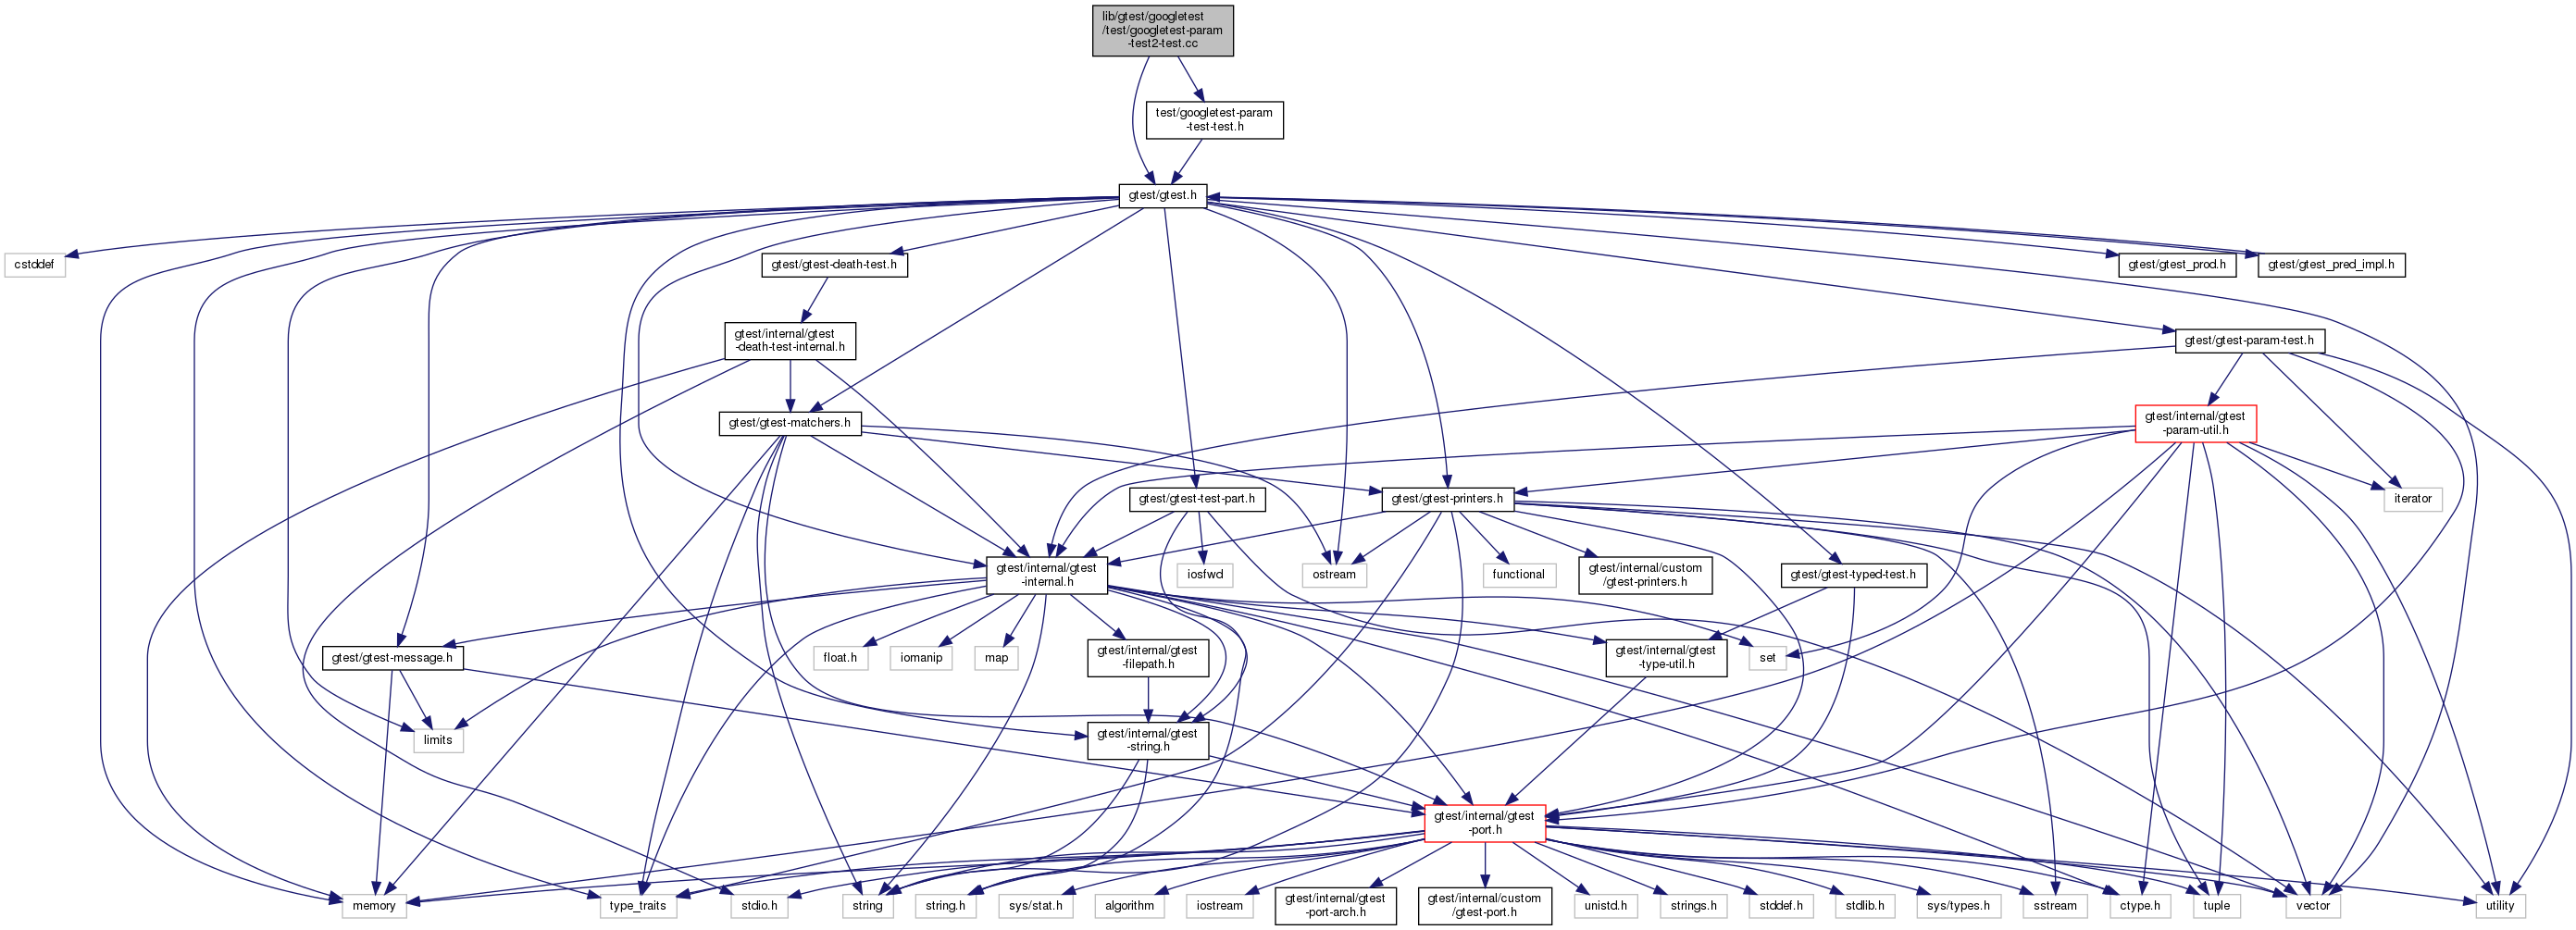 lib/gtest/googletest
/test/googletest-param
-test2-test.cc
test/googletest-param
-test-test.h
gtest/gtest.h
cstddef
gtest/gtest-death-test.h
gtest/gtest_prod.h
gtest/gtest_pred_impl.h
gtest/internal/gtest
-death-test-internal.h
gtest/gtest-param-test.h
gtest/gtest-matchers.h
gtest/internal/gtest
-param-util.h
gtest/gtest-test-part.h
gtest/gtest-printers.h
iterator
gtest/internal/gtest
-internal.h
iosfwd
ostream
functional
gtest/internal/custom
/gtest-printers.h
gtest/gtest-typed-test.h
gtest/gtest-message.h
float.h
iomanip
map
gtest/internal/gtest
-filepath.h
gtest/internal/gtest
-type-util.h
set
limits
gtest/internal/gtest
-string.h
gtest/internal/gtest
-port.h
memory
type_traits
stdio.h
string
string.h
sys/stat.h
algorithm
iostream
gtest/internal/gtest
-port-arch.h
gtest/internal/custom
/gtest-port.h
unistd.h
strings.h
stddef.h
stdlib.h
sys/types.h
sstream
ctype.h
tuple
vector
utility